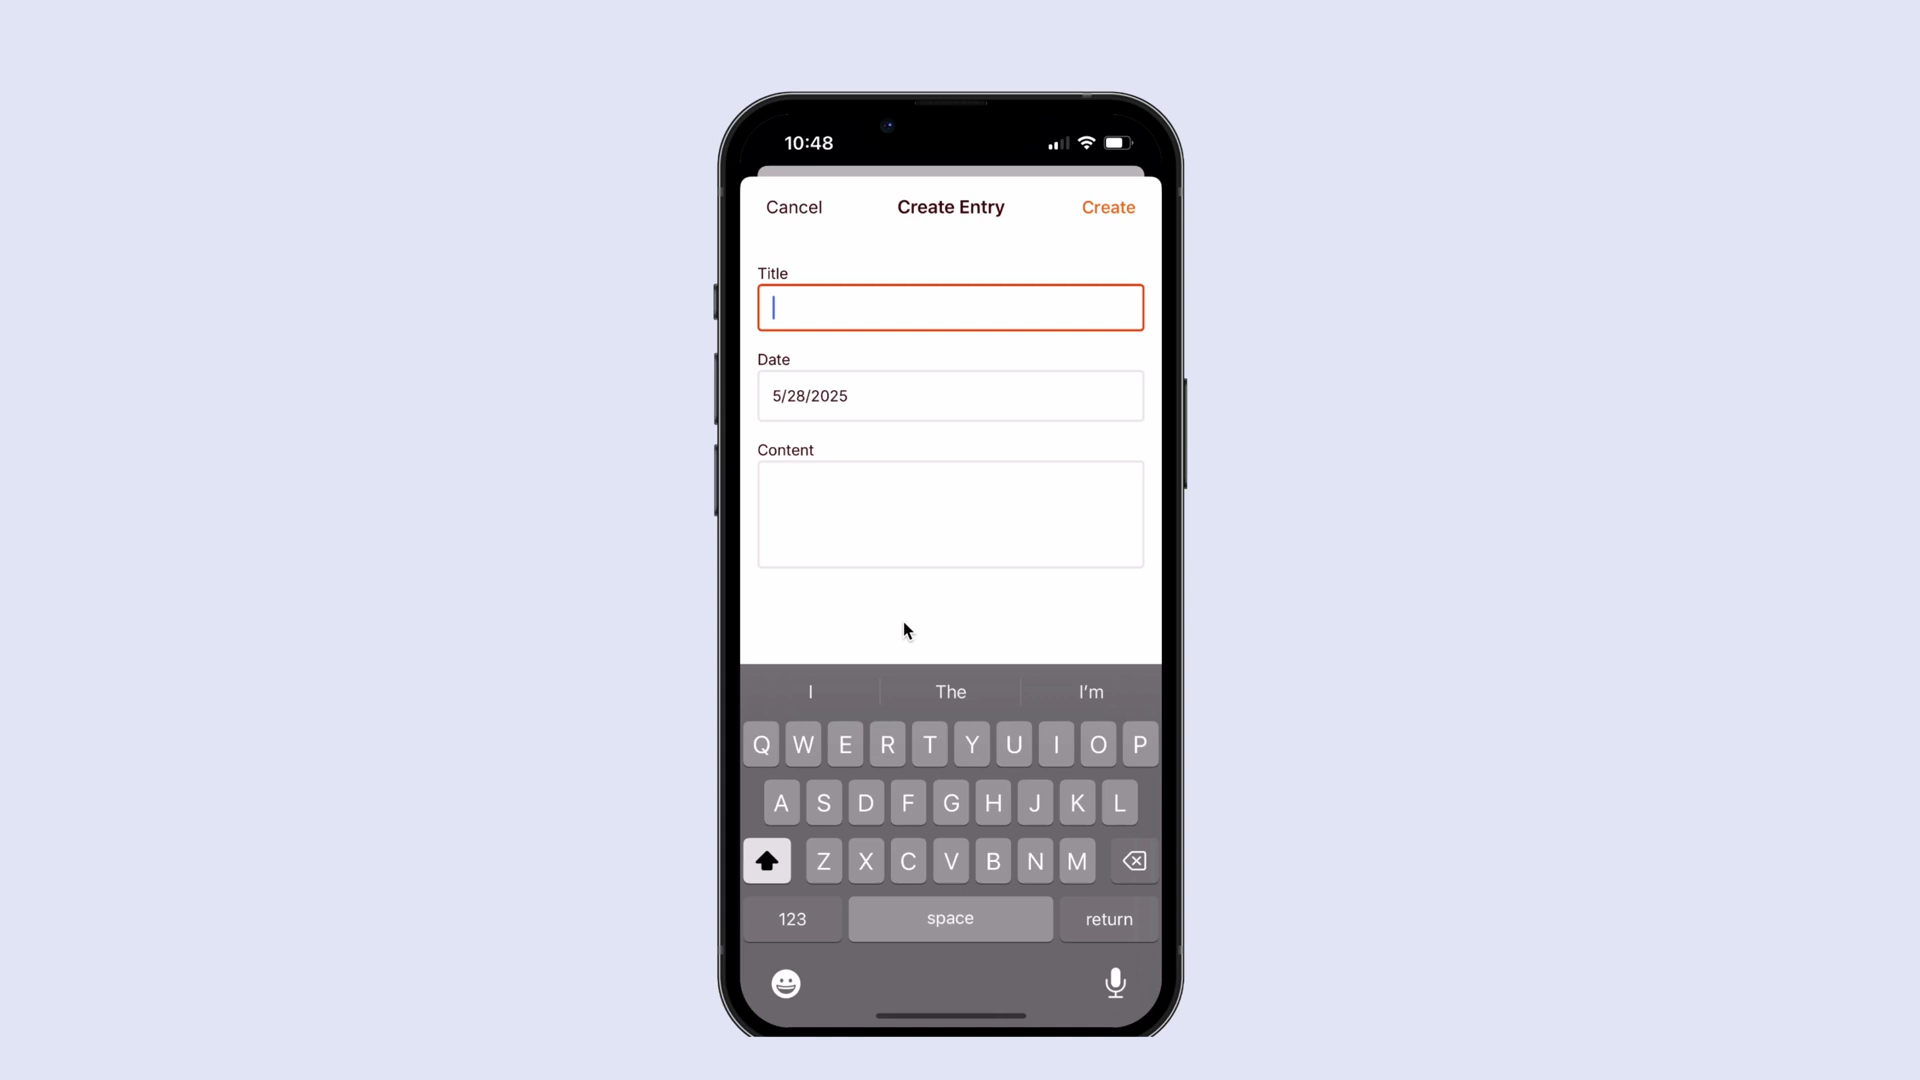 10:48
Cancel Create Entry Create
Title
Date
5/28/2025
Content
I The I'm
Q W E R T Y U I O P
A S D F G H J K L
Z X C V B N M
123 space return